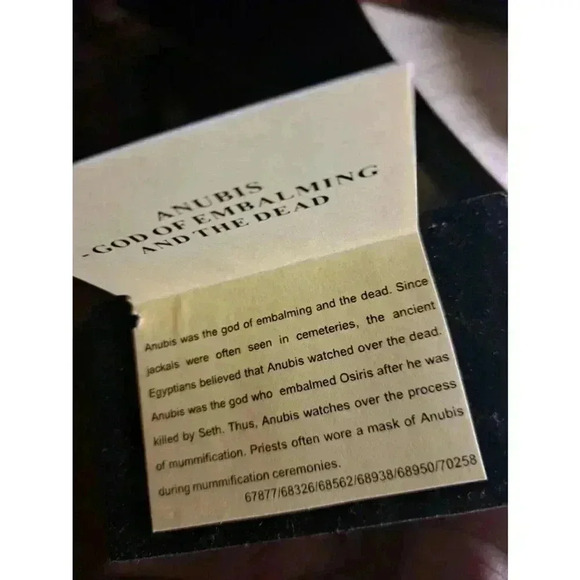 ANUBIS
-GOD OF EMBALMING
AND THE DEAD
Anubis was the god of embalming and the dead. Since
jackals were often seen in cemeteries, the ancient
Egyptians believed that Anubis watched over the dead.
Anubis was the god who embalmed Osiris after he was
killed by Seth. Thus, Anubis watches over the process
of mummification. Priests often wore a mask of Anubis
during mummification ceremonies.
67877/68326/68562/68938/68950/70258